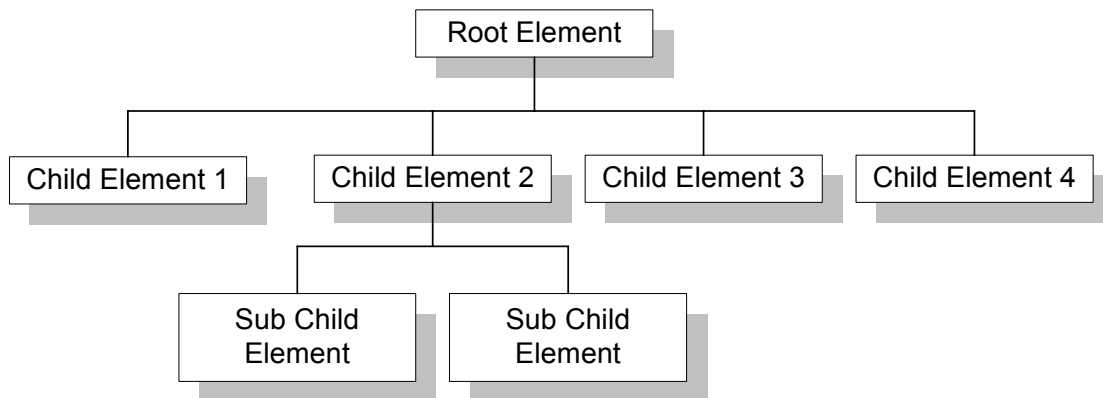 Root Element
Child Element 1
Child Element 2
Child Element 3
Child Element 4
Sub Child
Element
Sub Child
Element